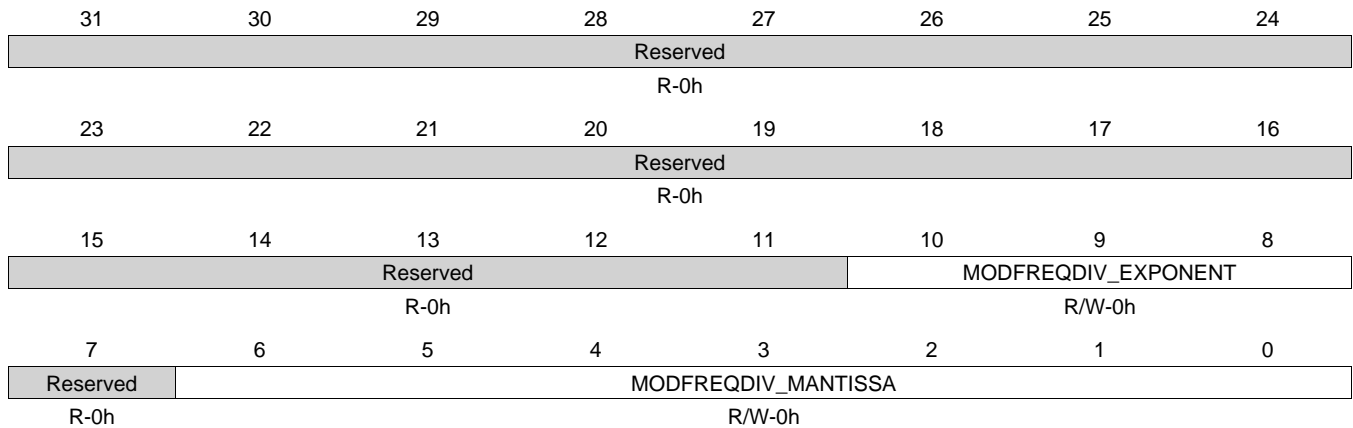 31 30 29 28 27 26 25 24
Reserved
R-0h
23 22 21 20 19 18 17 16
Reserved
R-0h
15 14 13 12 11 10 9 8
Reserved MODFREQDIV_EXPONENT
R-0h R/W-0h
7 6 5 4 3 2 1 0
Reserved MODFREQDIV_MANTISSA
R-0h R/W-0h